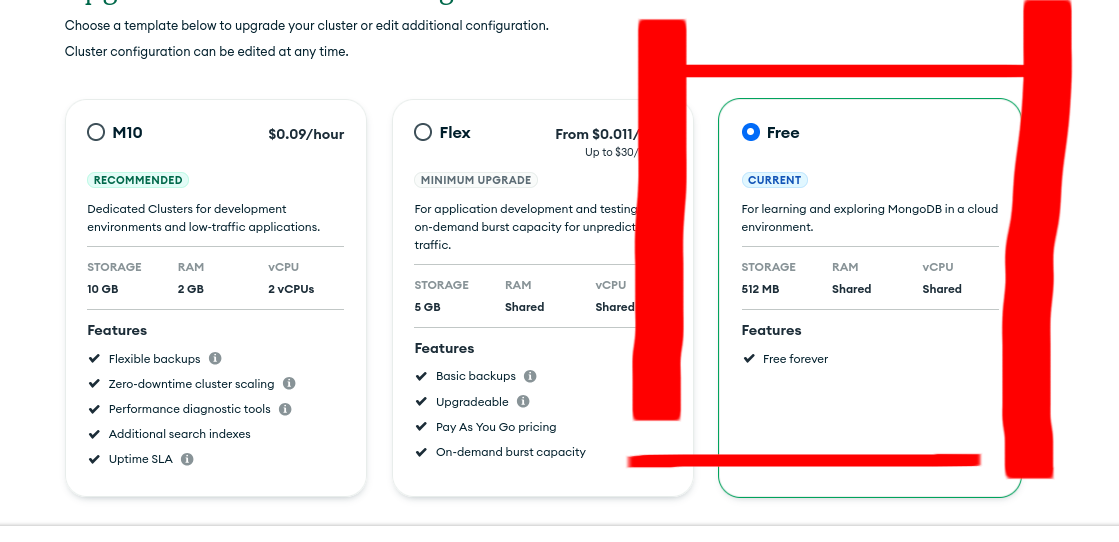 Choose a template below to upgrade your cluster or edit additional configuration.
Cluster configuration can be edited at any time.
M10
$0.09/hour
RECOMMENDED
Dedicated Clusters for development
environments and low-traffic applications.
STORAGE RAM vCPU
10 GB 2 GB 2 vCPUs
Features
Flexible backups
Zero-downtime cluster scaling
Performance diagnostic tools
Additional search indexes
Uptime SLA
Flex
From $0.011/
Up to $30/
MINIMUM UPGRADE
For application development and testing
on-demand burst capacity for
traffic.
STORAGE RAM vCPU
5 GB Shared Shared
Features
Basic backups
Upgradeable
Pay As You Go pricing
On-demand burst capacity
Free
CURRENT
For learning and exploring MongoDB in a cloud
environment.
STORAGE RAM vCPU
512 MB Shared Shared
Features
Free forever